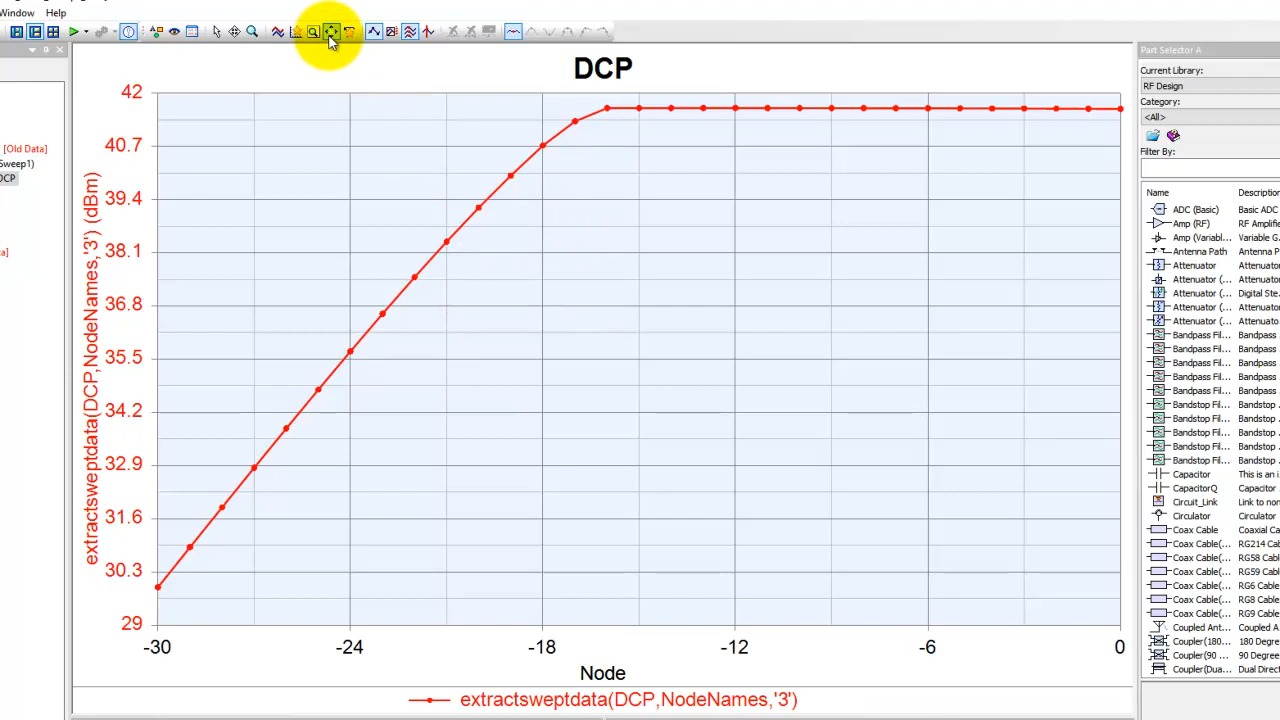 Window Help
[Old Data]
Sweep1)
DCP
a]
DCP
42
40.7
39.4
38.1
36.8
35.5
34.2
32.9
31.6
30.3
29
extractsweptdata(DCP,NodeNames,'3') (dBm)
-30 -24 -18 -12 -6 0
Node
extractsweptdata(DCP,NodeNames,'3')
Part Selector A
Current Library:
RF Design
Category:
<All>
Filter By:
Name Description
ADC (Basic) Basic ADC
Amp (RF) RF Amplifie
Amp (Variabl... Variable G
Antenna Path Antenna P
Attenuator Attenuator
Attenuator (... Attenuator
Attenuator (... Digital Ste
Attenuator (... Attenuator
Attenuator (... Attenuato
Bandpass Fil... Bandpass
Bandpass Fil... Bandpass
Bandpass Fil... Bandpass
Bandpass Fil... Bandpass
Bandpass Fil... Bandpass
Bandstop Fil... Bandstop
Bandstop Fil... Bandstop
Bandstop Fil... Bandstop
Bandstop Fil... Bandstop
Bandstop Fil... Bandstop
Capacitor This is an i
CapacitorQ Capacitor
Circuit_Link Link to non
Circulator Circulator
Coax Cable Coaxial Ca
Coax Cable(... RG214 Cab
Coax Cable(... RG58 Cab
Coax Cable(... RG59 Cab
Coax Cable(... RG6 Cable
Coax Cable(... RG8 Cable
Coax Cable(... RG9 Cable
Coupled Ant... Coupled A
Coupler(180... 180 Degre
Coupler(90 ... 90 Degree
Coupler(Dua... Dual Direct